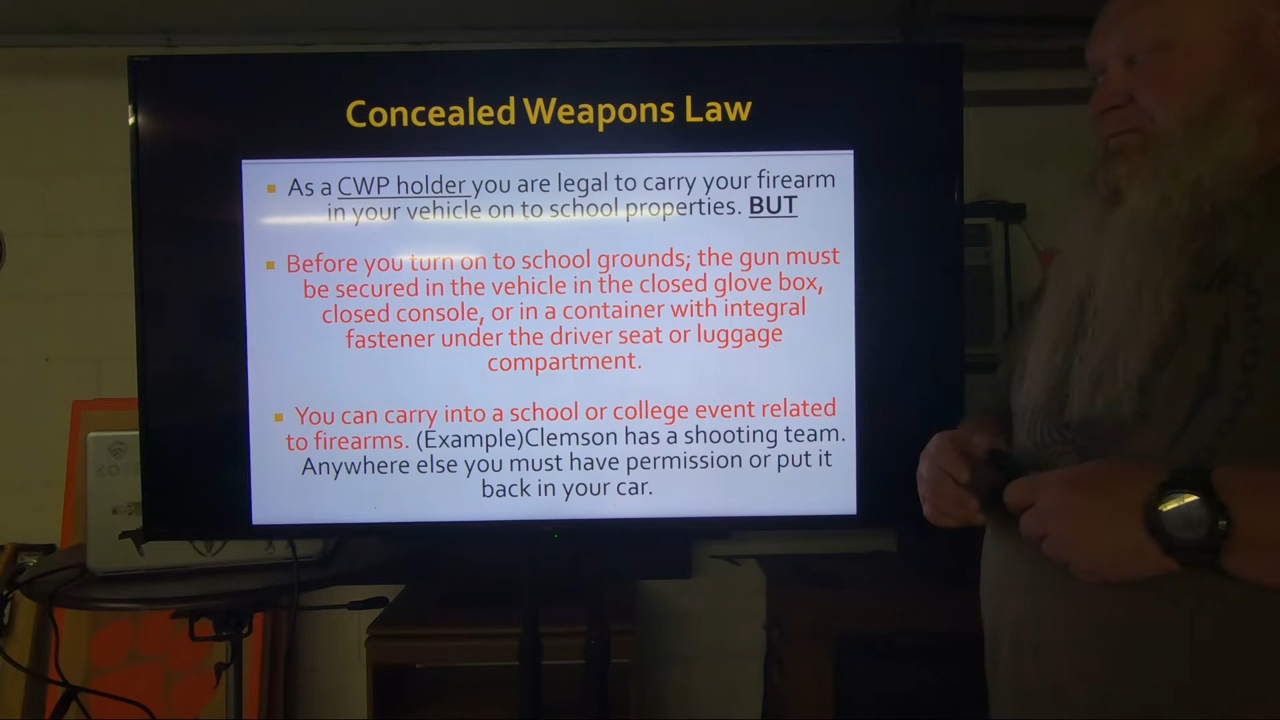 Concealed Weapons Law
As a CWP holder you are legal to carry your firearm
in your vehicle on to school properties. BUT
Before you turn on to school grounds; the gun must
be secured in the vehicle in the closed glove box,
closed console, or in a container with integral
fastener under the driver seat or luggage
compartment.
You can carry into a school or college event related
to firearms. (Example)Clemson has a shooting team.
Anywhere else you must have permission or put it
back in your car.